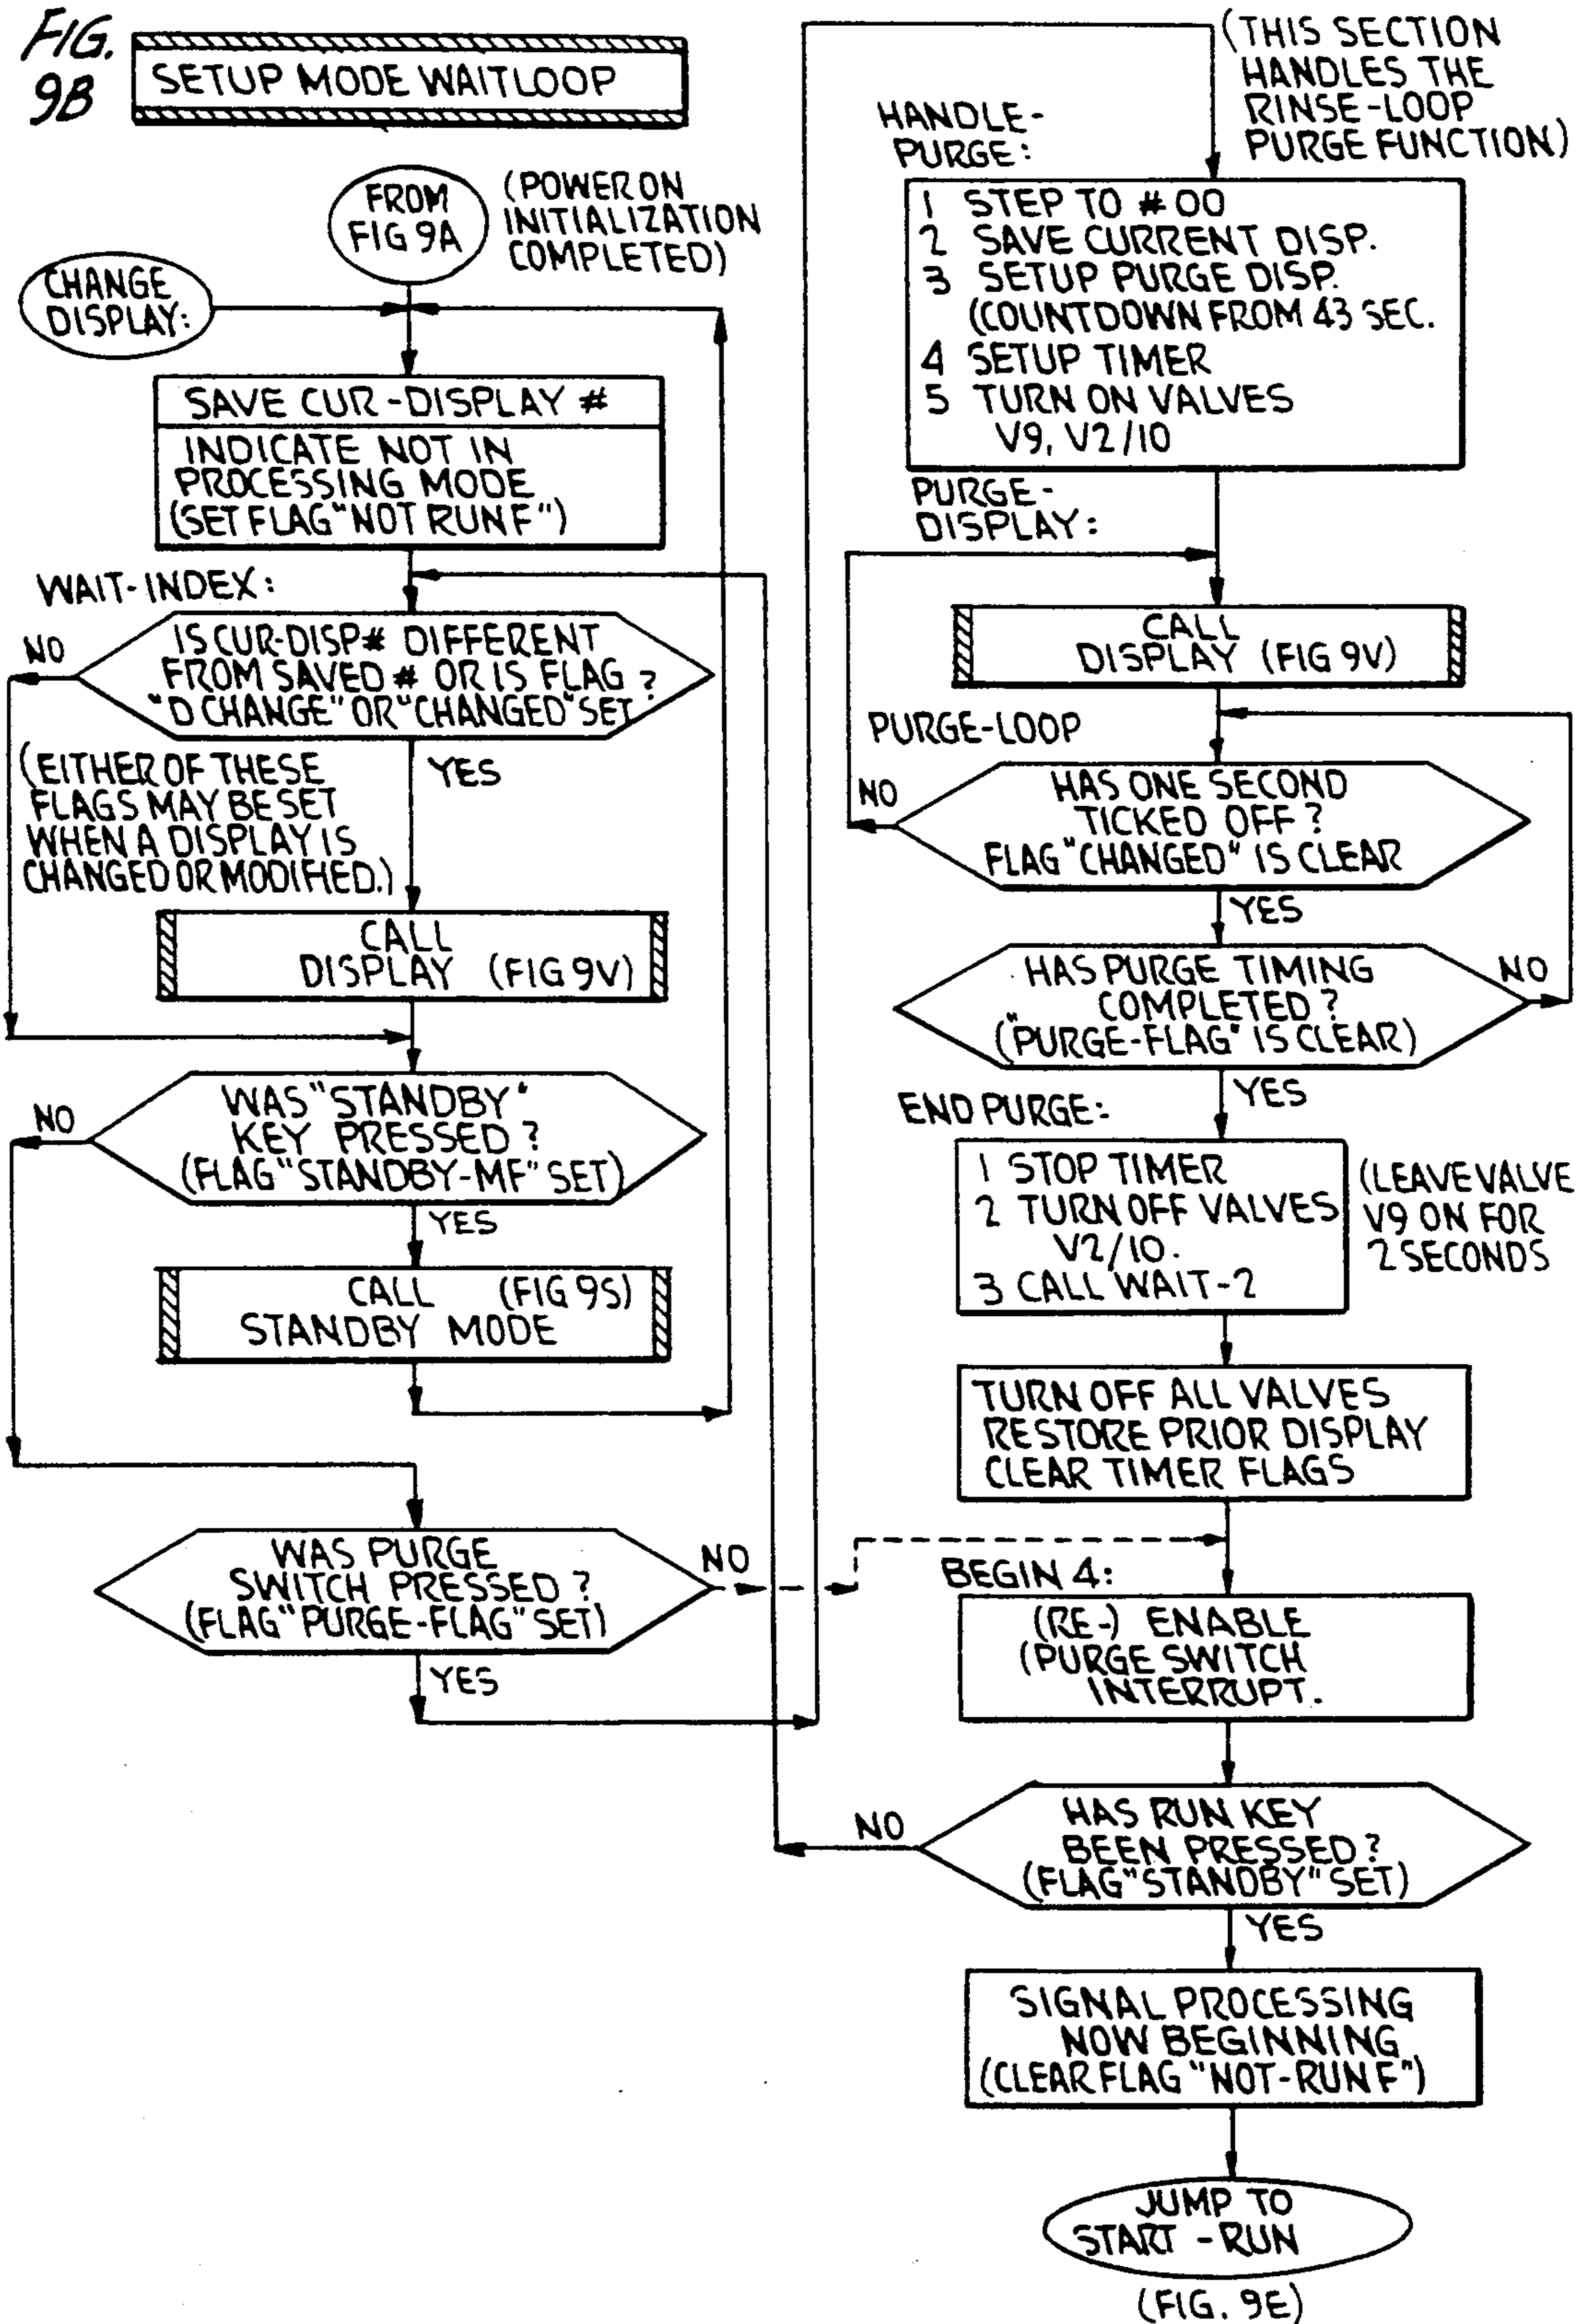 FIG.
9B
SETUP MODE WAITLOOP
FROM
FIG 9A
(POWER ON
INITIALIZATION
COMPLETED)
CHANGE
DISPLAY:
SAVE CUR-DISPLAY #
INDICATE NOT IN
PROCESSING MODE
(SET FLAG "NOT RUN F")
WAIT-INDEX:
IS CUR-DISP# DIFFERENT
FROM SAVED # OR IS FLAG ?
"D CHANGE" OR "CHANGED" SET
NO
YES
(EITHER OF THESE
FLAGS MAY BE SET
WHEN A DISPLAY IS
CHANGED OR MODIFIED.)
CALL
DISPLAY (FIG 9V)
WAS "STANDBY"
KEY PRESSED ?
(FLAG "STANDBY-MF" SET)
NO
YES
CALL (FIG 9S)
STANDBY MODE
WAS PURGE
SWITCH PRESSED ?
(FLAG "PURGE-FLAG" SET)
NO
YES
(THIS SECTION
HANDLES THE
RINSE-LOOP
PURGE FUNCTION)
HANDLE-
PURGE:
1 STEP TO # 00
2 SAVE CURRENT DISP.
3 SETUP PURGE DISP.
(COUNTDOWN FROM 43 SEC.
4 SETUP TIMER
5 TURN ON VALVES
V9, V2/10
PURGE-
DISPLAY:
CALL
DISPLAY (FIG 9V)
PURGE-LOOP
HAS ONE SECOND
TICKED OFF ?
FLAG "CHANGED" IS CLEAR
NO
YES
HAS PURGE TIMING
COMPLETED ?
("PURGE-FLAG" IS CLEAR)
NO
YES
END PURGE:
1 STOP TIMER
2 TURN OFF VALVES
V2/10.
3 CALL WAIT-2
(LEAVE VALVE
V9 ON FOR
2 SECONDS
TURN OFF ALL VALVES
RESTORE PRIOR DISPLAY
CLEAR TIMER FLAGS
BEGIN 4:
(RE-) ENABLE
(PURGE SWITCH
INTERRUPT.
HAS RUN KEY
BEEN PRESSED ?
(FLAG "STANDBY" SET)
NO
YES
SIGNAL PROCESSING
NOW BEGINNING
(CLEAR FLAG "NOT-RUN F")
JUMP TO
START - RUN
(FIG. 9E)